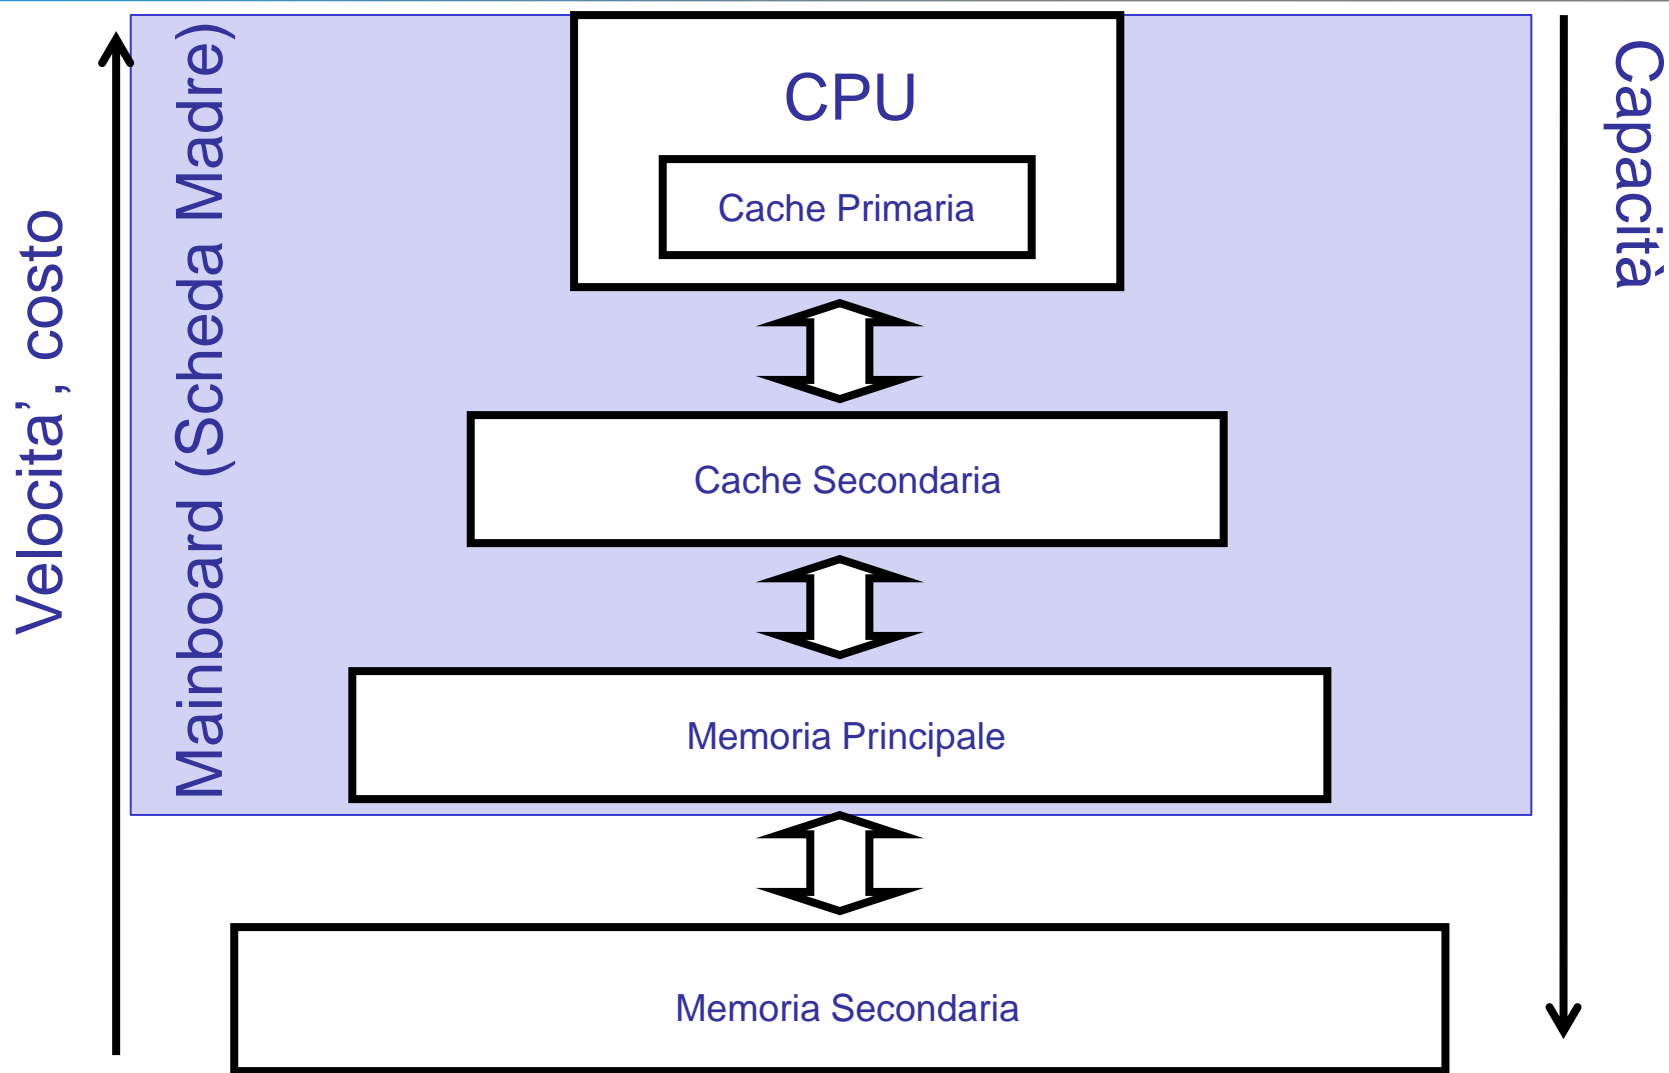 Velocita’, costo
Mainboard (Scheda Madre)
CPU
Cache Primaria
Cache Secondaria
Memoria Principale
Memoria Secondaria
Capacità